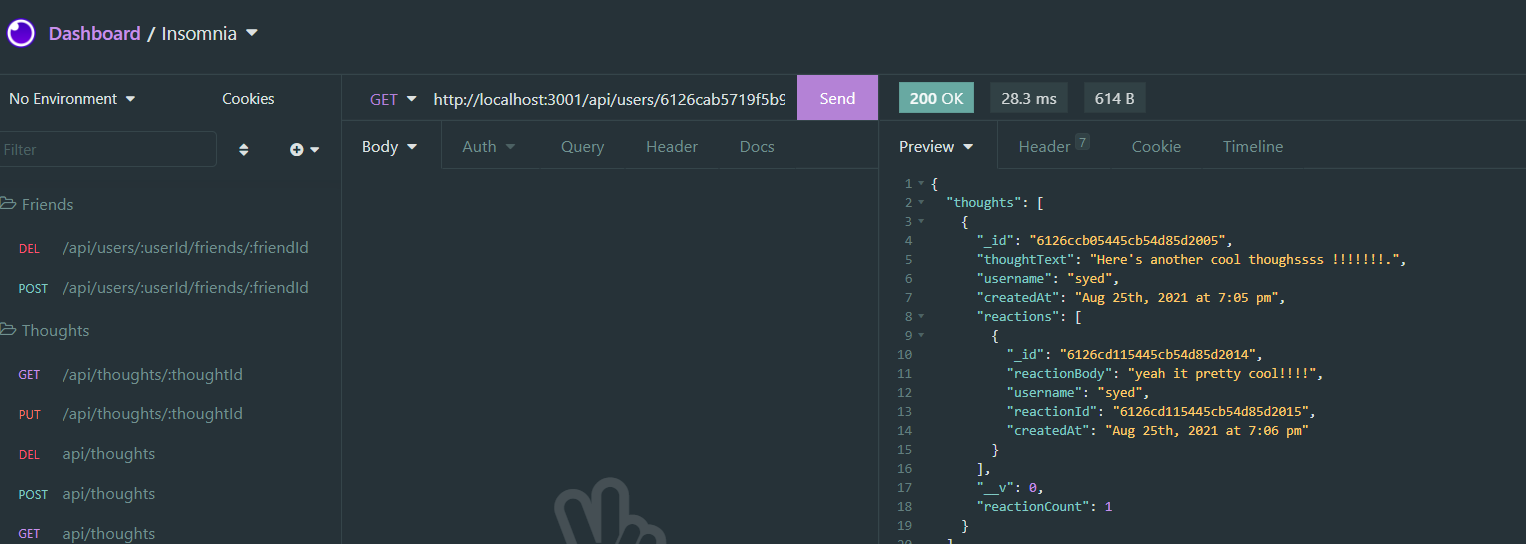 Dashboard / Insomnia
No Environment
Cookies
GET
http://localhost:3001/api/users/6126cab5719f5b9
Send
200 OK
28.3 ms
614 B
Filter
Body
Auth
Query
Header
Docs
Preview
Header 7
Cookie
Timeline
Friends
DEL /api/users/:userId/friends/:friendId
POST /api/users/:userId/friends/:friendId
Thoughts
GET /api/thoughts/:thoughtId
PUT /api/thoughts/:thoughtId
DEL api/thoughts
POST api/thoughts
GET api/thoughts
1 {
2 "thoughts": [
3 {
4 "_id": "6126ccb05445cb54d85d2005",
5 "thoughtText": "Here's another cool thoughssss !!!!!!!.",
6 "username": "syed",
7 "createdAt": "Aug 25th, 2021 at 7:05 pm",
8 "reactions": [
9 {
10 "_id": "6126cd115445cb54d85d2014",
11 "reactionBody": "yeah it pretty cool!!!!",
12 "username": "syed",
13 "reactionId": "6126cd115445cb54d85d2015",
14 "createdAt": "Aug 25th, 2021 at 7:06 pm"
15 }
16 ],
17 "__v": 0,
18 "reactionCount": 1
19 }